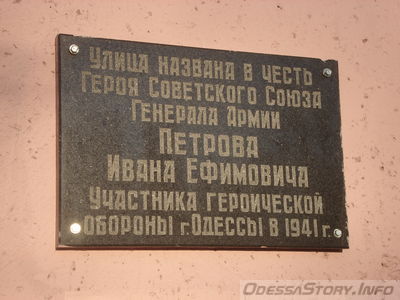 Улица названа в честь
Героя Советского Союза
Генерала Армии
Петрова
Ивана Ефимовича
Участника героической
обороны г.Одессы в 1941 г.
OdessaStory.Info